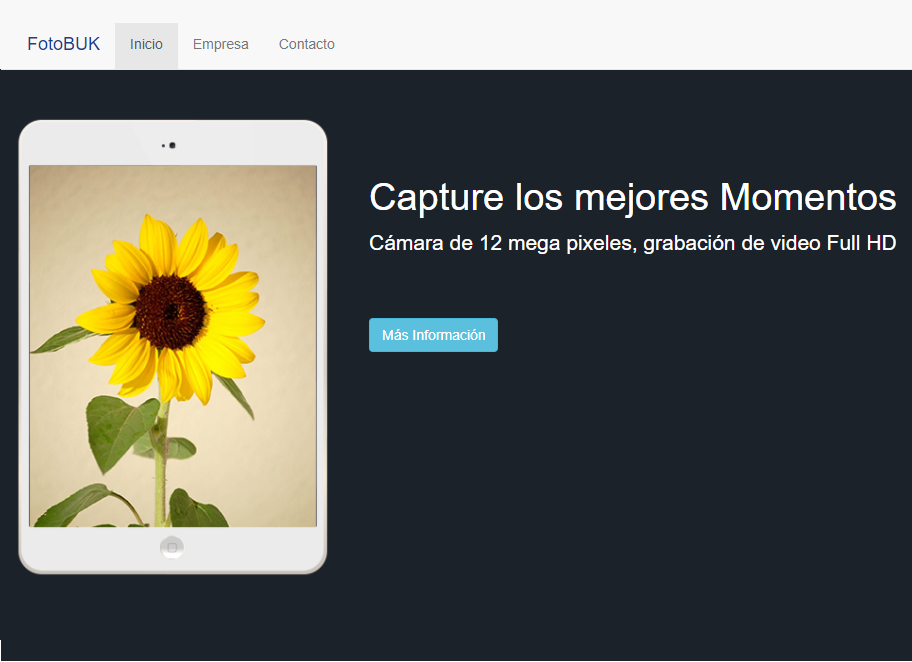 FotoBUK Inicio Empresa Contacto
Capture los mejores Momentos
Cámara de 12 mega pixeles, grabación de video Full HD
Más Información